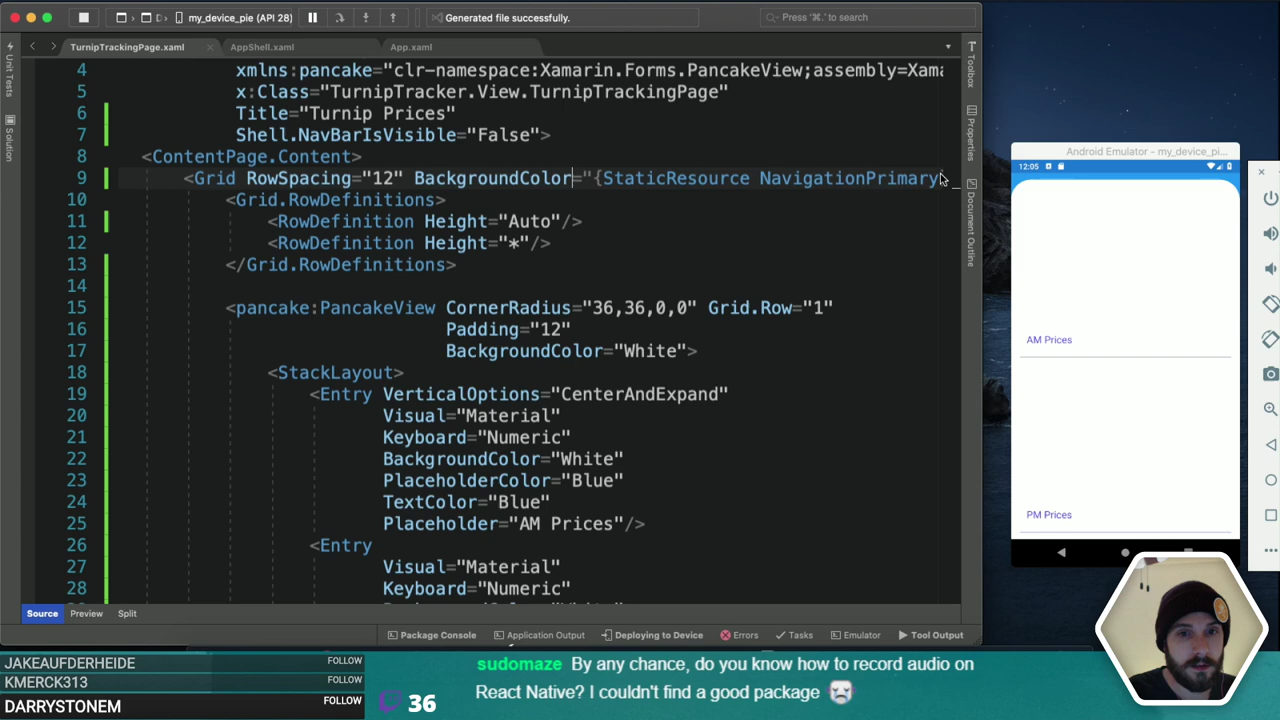 my_device_pie (API 28)
Generated file successfully.
Press '⌘.' to search
TurnipTrackingPage.xaml
AppShell.xaml
App.xaml
Unit Tests
Solution
4 xmlns:pancake="clr-namespace:Xamarin.Forms.PancakeView;assembly=Xama
5 x:Class="TurnipTracker.View.TurnipTrackingPage"
6 Title="Turnip Prices"
7 Shell.NavBarIsVisible="False">
8 <ContentPage.Content>
9 <Grid RowSpacing="12" BackgroundColor="{StaticResource NavigationPrimary
10 <Grid.RowDefinitions>
11 <RowDefinition Height="Auto"/>
12 <RowDefinition Height="*"/>
13 </Grid.RowDefinitions>
14
15 <pancake:PancakeView CornerRadius="36,36,0,0" Grid.Row="1"
16 Padding="12"
17 BackgroundColor="White">
18 <StackLayout>
19 <Entry VerticalOptions="CenterAndExpand"
20 Visual="Material"
21 Keyboard="Numeric"
22 BackgroundColor="White"
23 PlaceholderColor="Blue"
24 TextColor="Blue"
25 Placeholder="AM Prices"/>
26 <Entry
27 Visual="Material"
28 Keyboard="Numeric"
Toolbox
Properties
Document Outline
Source Preview Split
Package Console Application Output Deploying to Device Errors Tasks Emulator Tool Output
Android Emulator - my_device_pi...
12:05
AM Prices
PM Prices
JAKEAUFDERHEIDE FOLLOW
KMERCK313 FOLLOW
DARRYSTONEM FOLLOW
36
sudomaze By any chance, do you know how to record audio on
React Native? I couldn't find a good package